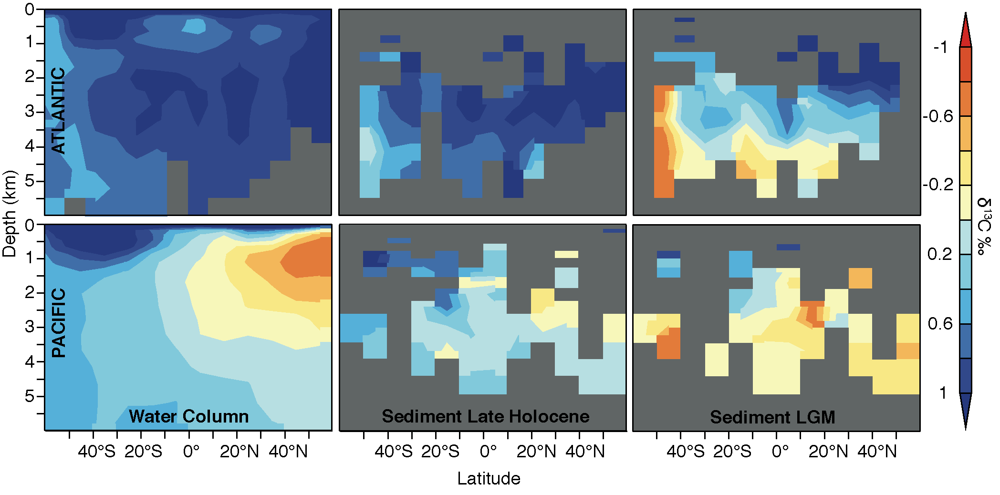 0
1
2
3
4
5
ATLANTIC
0
1
2
3
4
5
PACIFIC
Depth (km)
Water Column
Sediment Late Holocene
Sediment LGM
40°S 20°S 0° 20°N 40°N
40°S 20°S 0° 20°N 40°N
40°S 20°S 0° 20°N 40°N
Latitude
-1
-0.6
-0.2
0.2
0.6
1
δ¹³C ‰